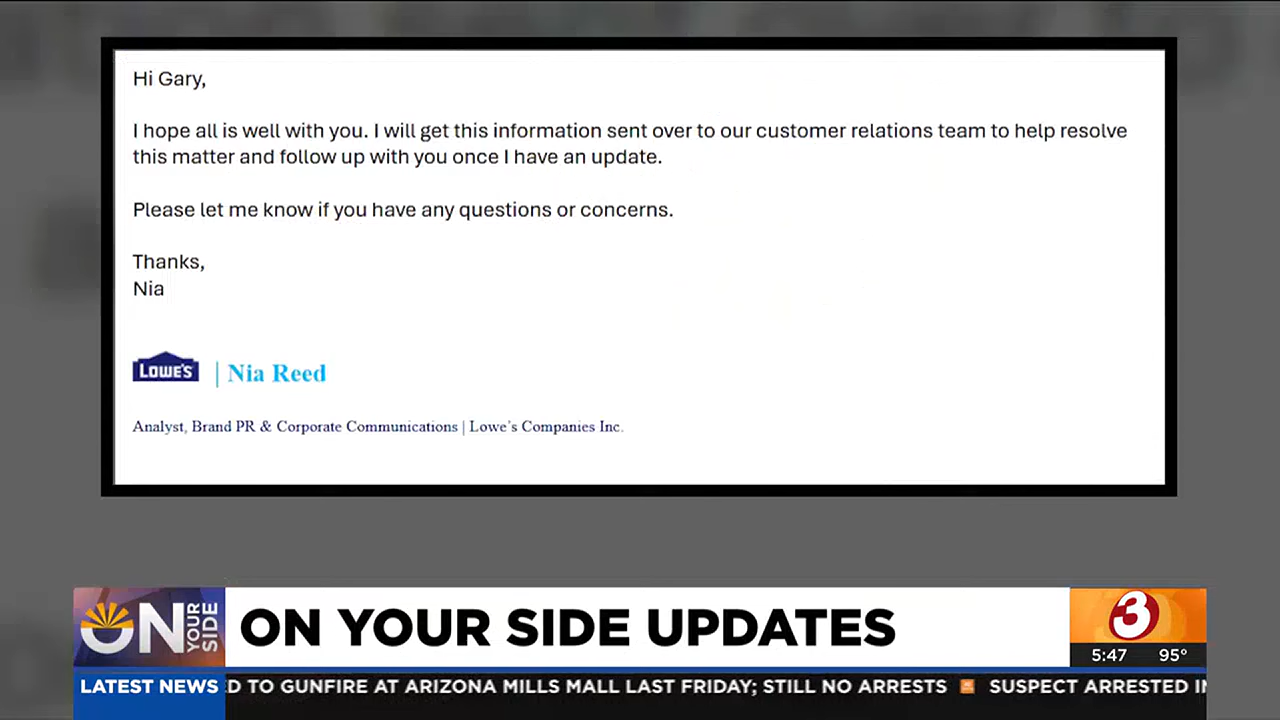 Hi Gary,
I hope all is well with you. I will get this information sent over to our customer relations team to help resolve
this matter and follow up with you once I have an update.
Please let me know if you have any questions or concerns.
Thanks,
Nia
LOWE'S | Nia Reed
Analyst, Brand PR & Corporate Communications | Lowe's Companies Inc.
ON YOUR SIDE
ON YOUR SIDE UPDATES
3
5:47 95°
LATEST NEWS
TO GUNFIRE AT ARIZONA MILLS MALL LAST FRIDAY; STILL NO ARRESTS SUSPECT ARRESTED